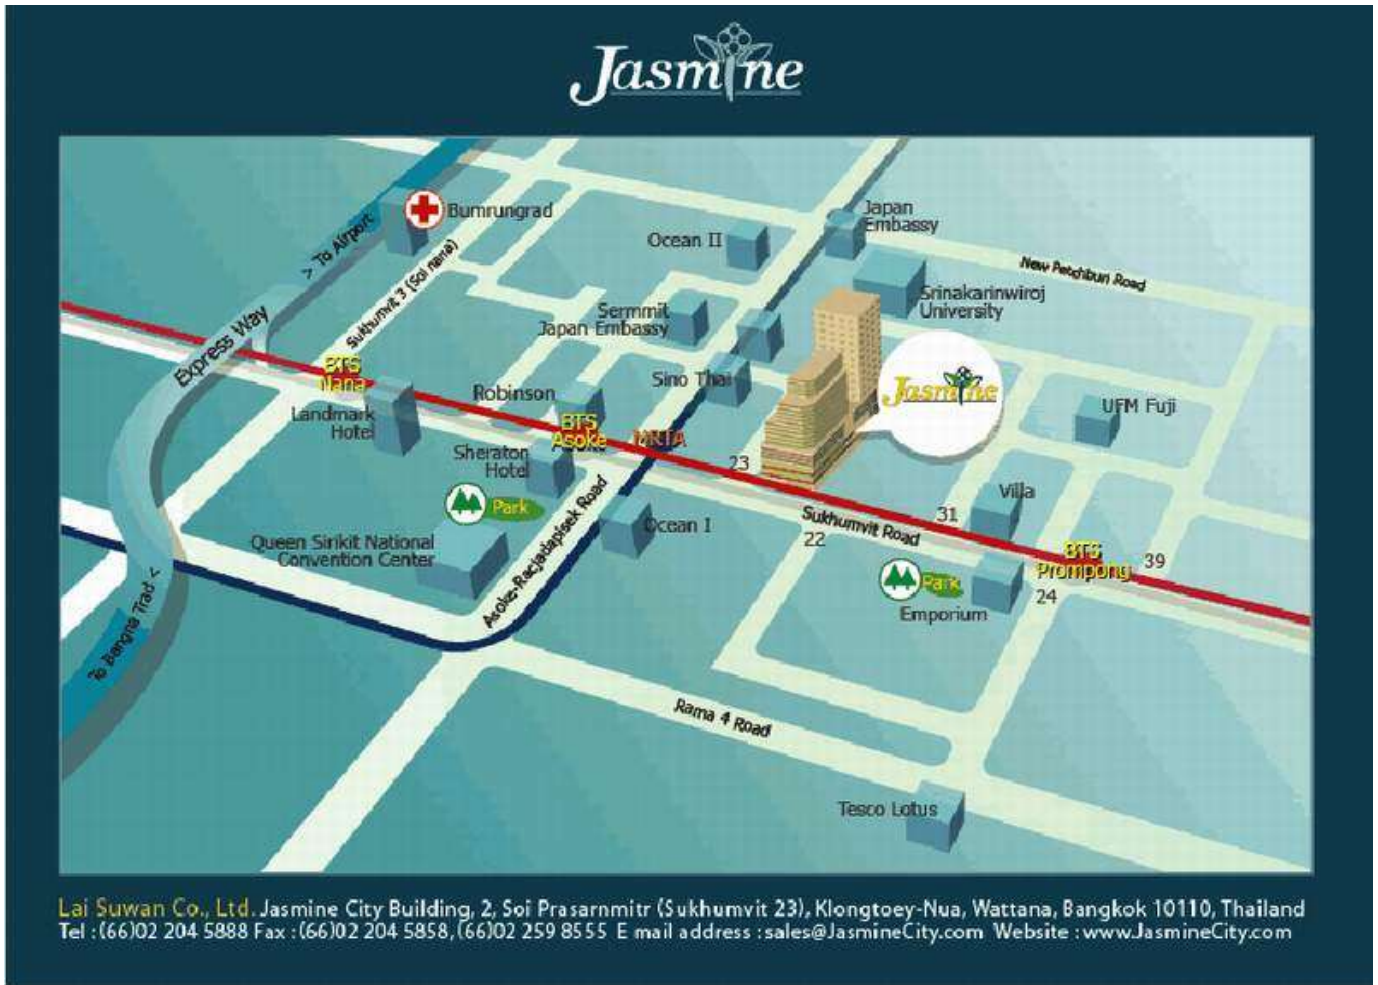 Jasmine
Bumrungrad
Japan
Embassy
> To Airport
Ocean II
Sukhumvit 3 (Soi nana)
New Petchburi Road
Sermmit
Japan Embassy
Srinakarinwiroj
University
Express Way
BTS
Nana
Sino Thai
Jasmine
Robinson
Landmark
Hotel
UFM Fuji
BTS
Asoke
MRTA
Sheraton
Hotel
23
Villa
Park
31
Sukhumvit Road
22
Ocean I
Asoke-Racjadapisek Road
Queen Sirikit National
Convention Center
BTS
Prompong
39
Park
24
Emporium
To Bangna Trad <
Rama 4 Road
Tesco Lotus
Lai Suwan Co., Ltd. Jasmine City Building, 2, Soi Prasarnmitr (Sukhumvit 23), Klongtoey-Nua, Wattana, Bangkok 10110, Thailand
Tel :(66)02 204 5888 Fax :(66)02 204 5858,(66)02 259 8555 E mail address :sales@JasmineCity.com Website :www.JasmineCity.com